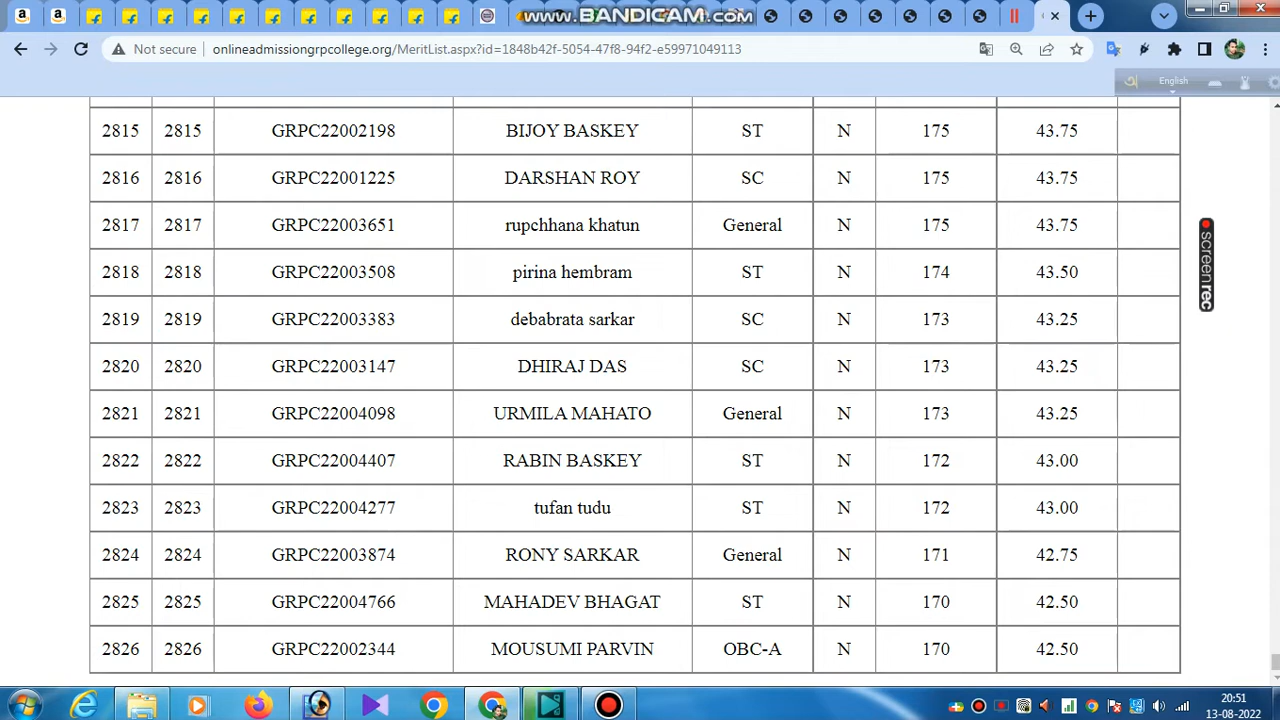 www.BANDICAM.com
Not secure onlineadmissiongrpcollege.org/MeritList.aspx?id=1848b42f-5054-47f8-94f2-e59971049113
English
2815 2815 GRPC22002198 BIJOY BASKEY ST N 175 43.75
2816 2816 GRPC22001225 DARSHAN ROY SC N 175 43.75
2817 2817 GRPC22003651 rupchhana khatun General N 175 43.75
2818 2818 GRPC22003508 pirina hembram ST N 174 43.50
2819 2819 GRPC22003383 debabrata sarkar SC N 173 43.25
2820 2820 GRPC22003147 DHIRAJ DAS SC N 173 43.25
2821 2821 GRPC22004098 URMILA MAHATO General N 173 43.25
2822 2822 GRPC22004407 RABIN BASKEY ST N 172 43.00
2823 2823 GRPC22004277 tufan tudu ST N 172 43.00
2824 2824 GRPC22003874 RONY SARKAR General N 171 42.75
2825 2825 GRPC22004766 MAHADEV BHAGAT ST N 170 42.50
2826 2826 GRPC22002344 MOUSUMI PARVIN OBC-A N 170 42.50
screenrec
20:51
13-08-2022